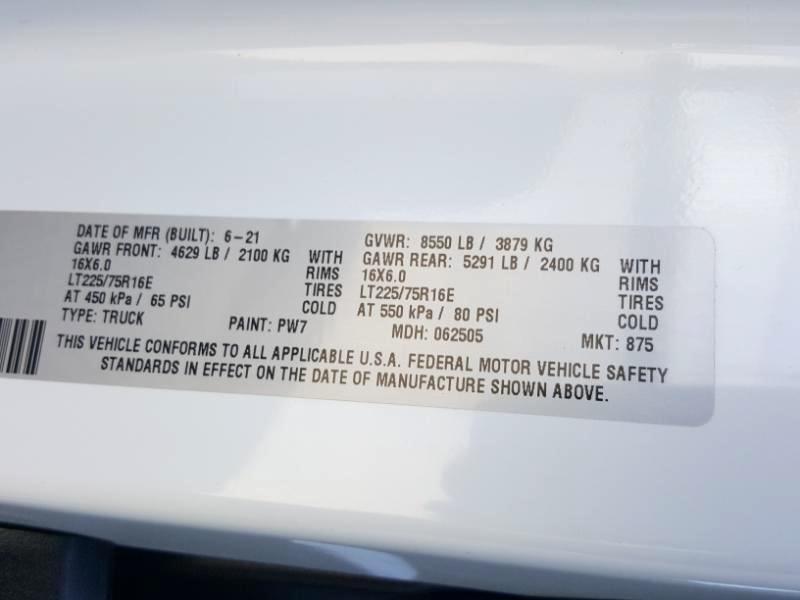 DATE OF MFR (BUILT): 6-21 GVWR: 8550 LB / 3879 KG
GAWR FRONT: 4629 LB / 2100 KG WITH GAWR REAR: 5291 LB / 2400 KG WITH
16X6.0 RIMS 16X6.0 RIMS
LT225/75R16E TIRES LT225/75R16E TIRES
AT 450 kPa / 65 PSI COLD AT 550 kPa / 80 PSI COLD
TYPE: TRUCK PAINT: PW7 MDH: 062505 MKT: 875
THIS VEHICLE CONFORMS TO ALL APPLICABLE U.S.A. FEDERAL MOTOR VEHICLE SAFETY
STANDARDS IN EFFECT ON THE DATE OF MANUFACTURE SHOWN ABOVE.